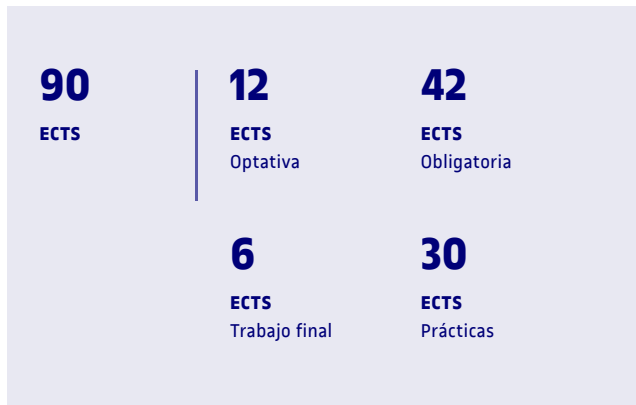 90
ECTS
12
ECTS
Optativa
42
ECTS
Obligatoria
6
ECTS
Trabajo final
30
ECTS
Prácticas